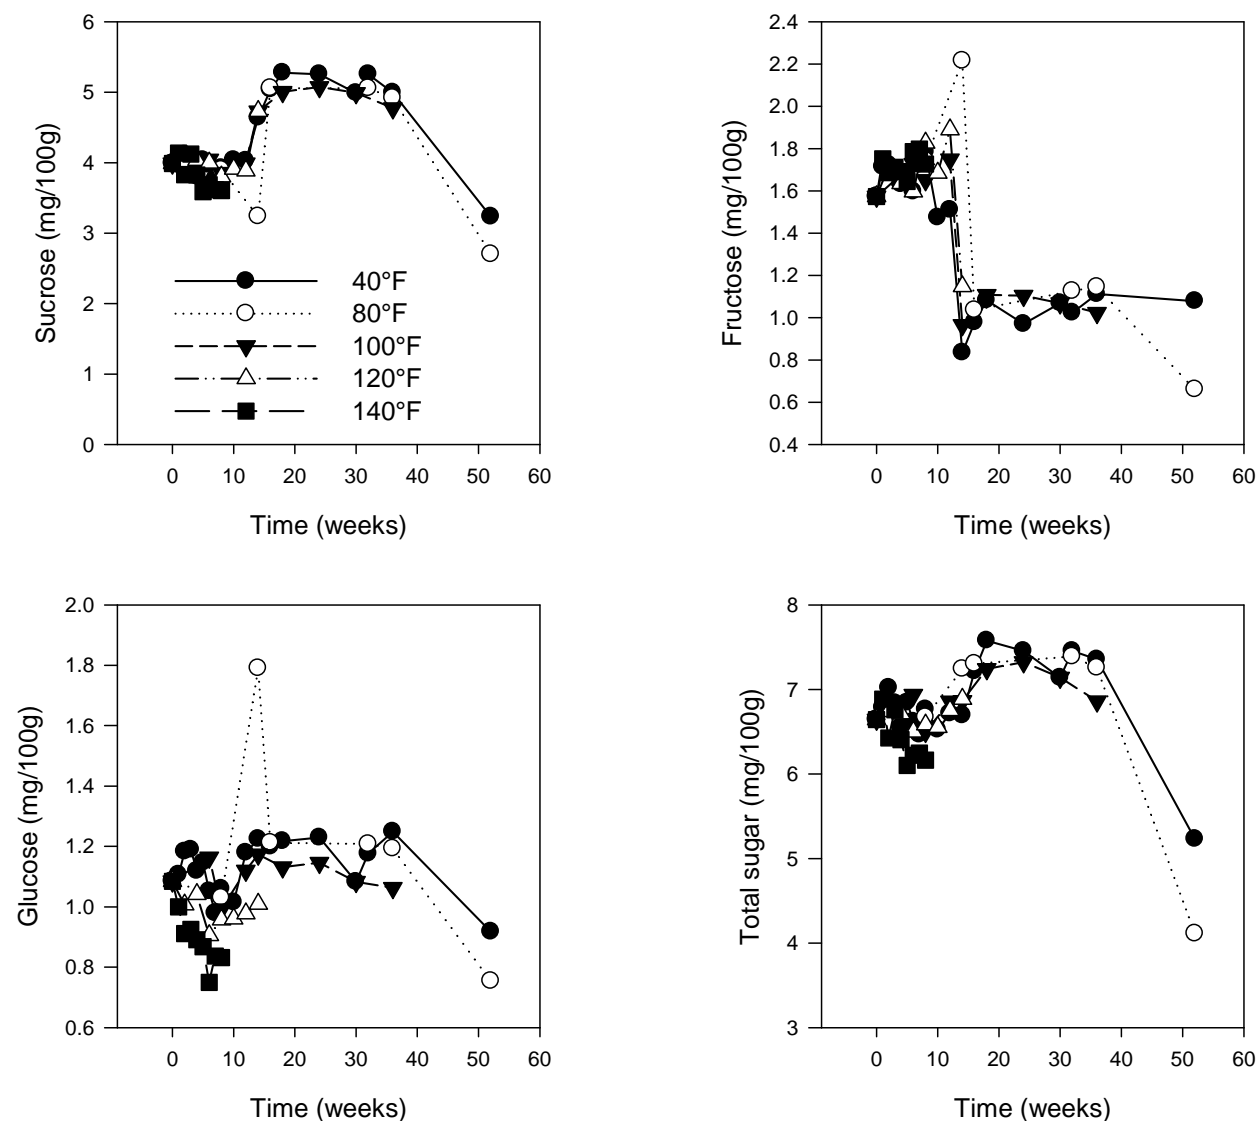 6
5
4
3
2
1
0
Sucrose (mg/100g)
40°F
80°F
100°F
120°F
140°F
0 10 20 30 40 50 60
Time (weeks)
2.4
2.2
2.0
1.8
1.6
1.4
1.2
1.0
0.8
0.6
0.4
Fructose (mg/100g)
0 10 20 30 40 50 60
Time (weeks)
2.0
1.8
1.6
1.4
1.2
1.0
0.8
0.6
Glucose (mg/100g)
0 10 20 30 40 50 60
Time (weeks)
8
7
6
5
4
3
Total sugar (mg/100g)
0 10 20 30 40 50 60
Time (weeks)